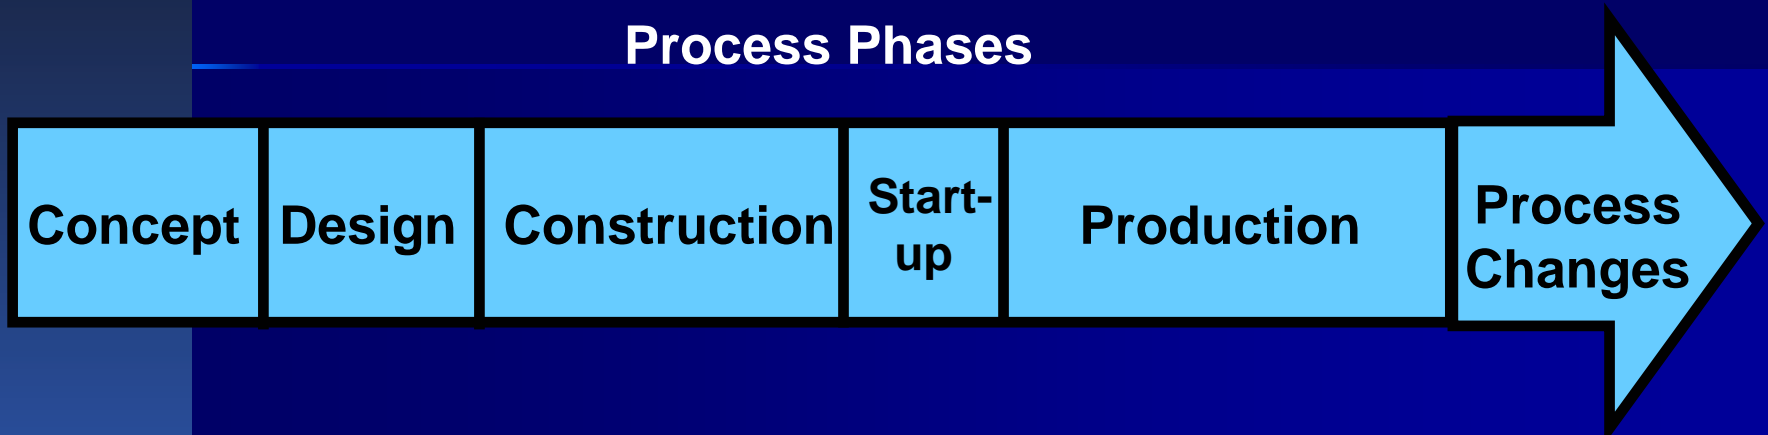 Process Phases
Concept
Design
Construction
Start-
up
Production
Process
Changes